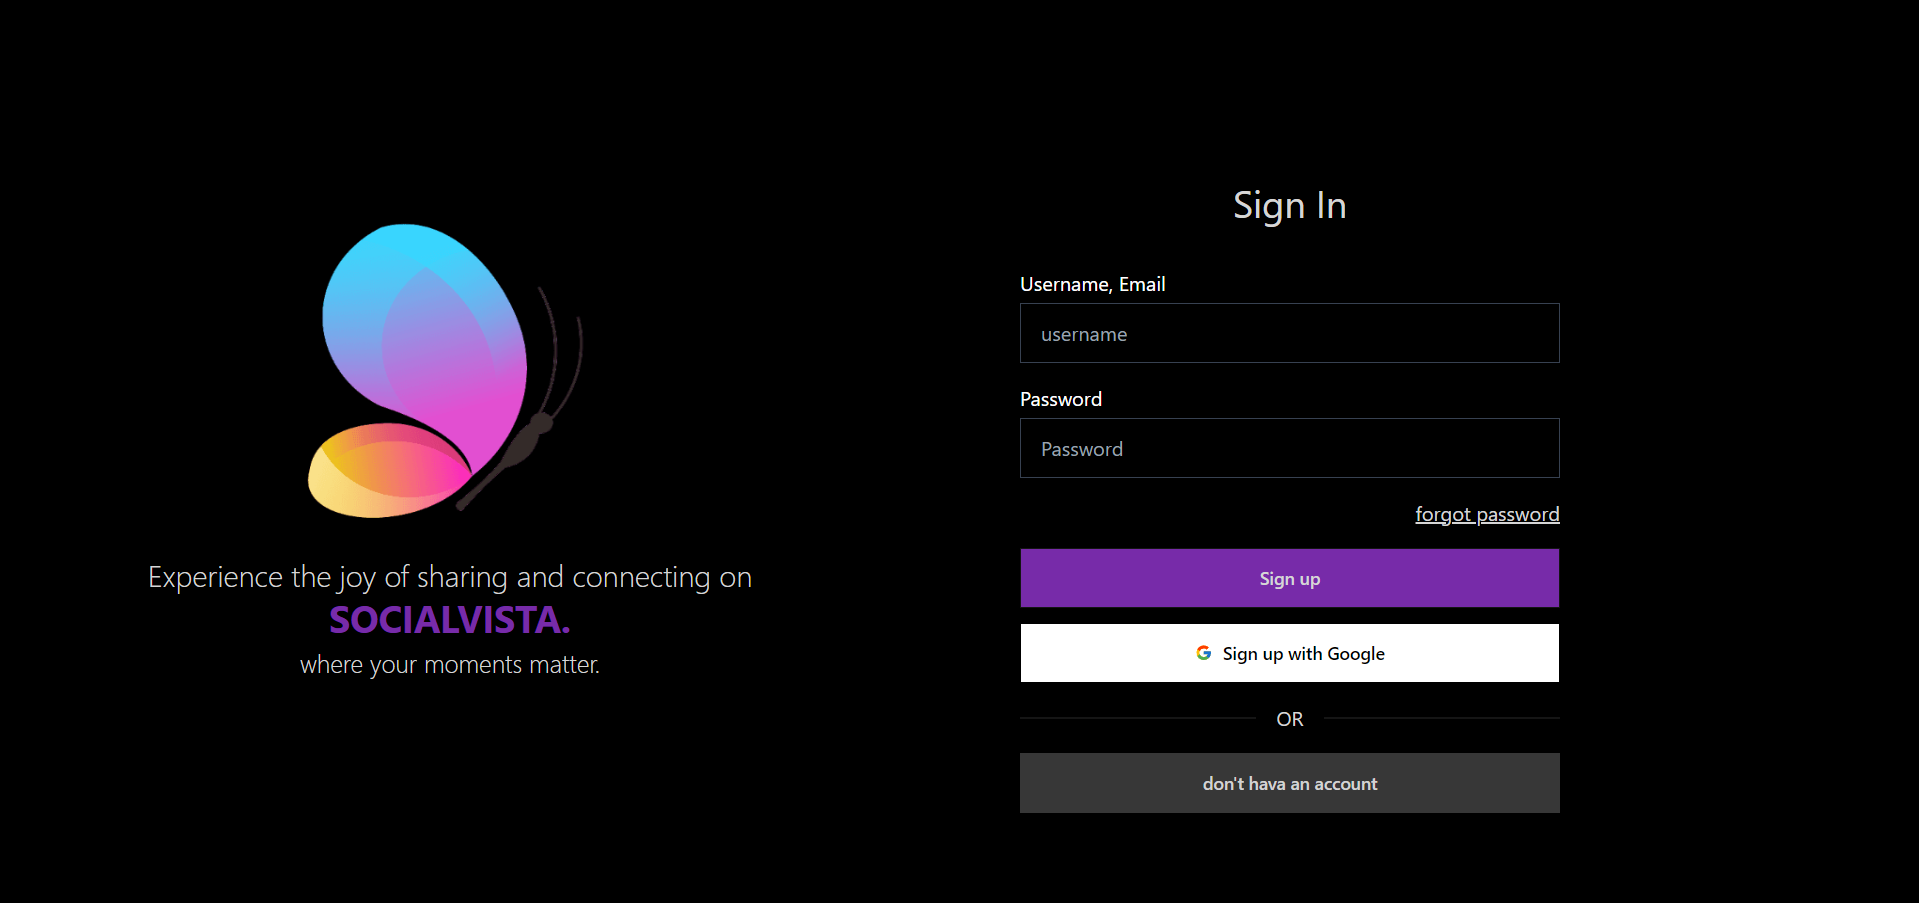 Experience the joy of sharing and connecting on
SOCIALVISTA.
where your moments matter.
Sign In
Username, Email
username
Password
Password
forgot password
Sign up
Sign up with Google
OR
don't hava an account